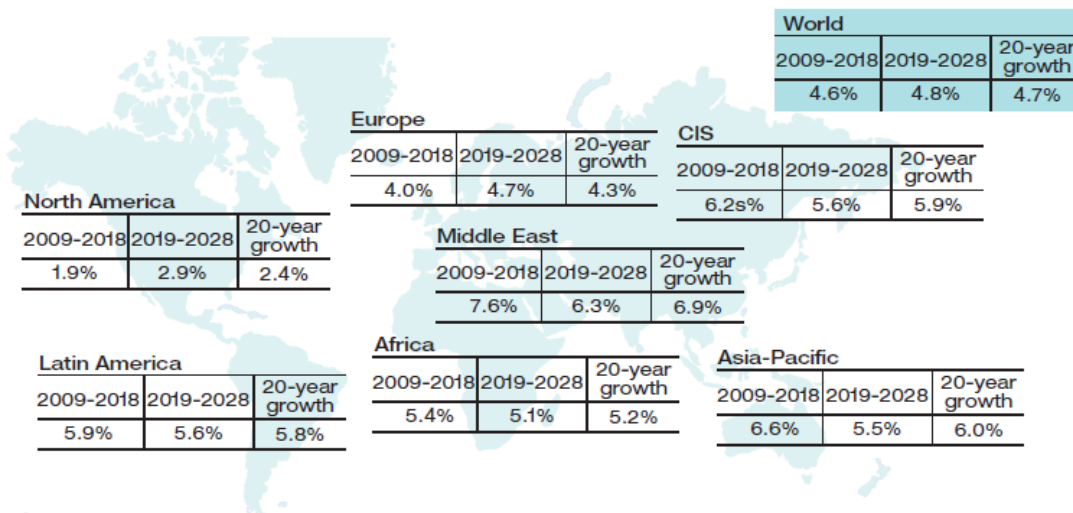 World
2009-2018 2019-2028 20-year growth
4.6% 4.8% 4.7%
Europe
2009-2018 2019-2028 20-year growth
4.0% 4.7% 4.3%
CIS
2009-2018 2019-2028 20-year growth
6.2s% 5.6% 5.9%
North America
2009-2018 2019-2028 20-year growth
1.9% 2.9% 2.4%
Middle East
2009-2018 2019-2028 20-year growth
7.6% 6.3% 6.9%
Latin America
2009-2018 2019-2028 20-year growth
5.9% 5.6% 5.8%
Africa
2009-2018 2019-2028 20-year growth
5.4% 5.1% 5.2%
Asia-Pacific
2009-2018 2019-2028 20-year growth
6.6% 5.5% 6.0%